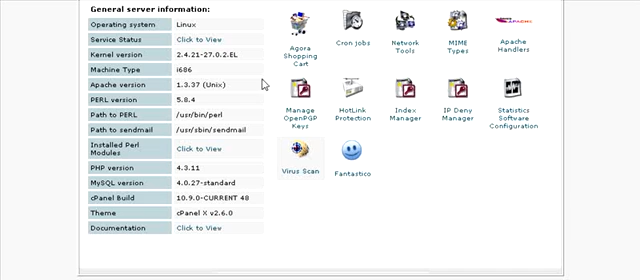 General server information:
Operating system Linux
Service Status Click to View
Kernel version 2.4.21-27.0.2.EL
Machine Type i686
Apache version 1.3.37 (Unix)
PERL version 5.8.4
Path to PERL /usr/bin/perl
Path to sendmail /usr/sbin/sendmail
Installed Perl
Modules Click to View
PHP version 4.3.11
MySQL version 4.0.27-standard
cPanel Build 10.9.0-CURRENT 48
Theme cPanel X v2.6.0
Documentation Click to View
Agora
Shopping
Cart
Cron jobs
Network
Tools
MIME
Types
APACHE
Apache
Handlers
Manage
OpenPGP
Keys
HotLink
Protection
Index
Manager
IP Deny
Manager
Statistics
Software
Configuration
Virus Scan
Fantastico